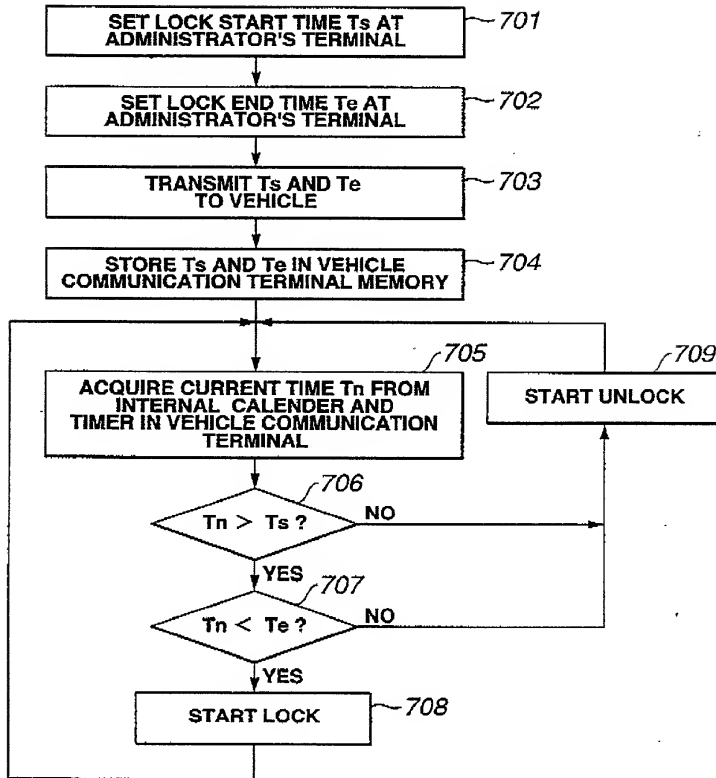 SET LOCK START TIME Ts AT
ADMINISTRATOR'S TERMINAL
701
SET LOCK END TIME Te AT
ADMINISTRATOR'S TERMINAL
702
TRANSMIT Ts AND Te
TO VEHICLE
703
STORE Ts AND Te IN VEHICLE
COMMUNICATION TERMINAL MEMORY
704
705
ACQUIRE CURRENT TIME Tn FROM
INTERNAL CALENDER AND
TIMER IN VEHICLE COMMUNICATION
TERMINAL
709
START UNLOCK
706
Tn > Ts ?
NO
YES
707
Tn < Te ?
NO
YES
START LOCK
708